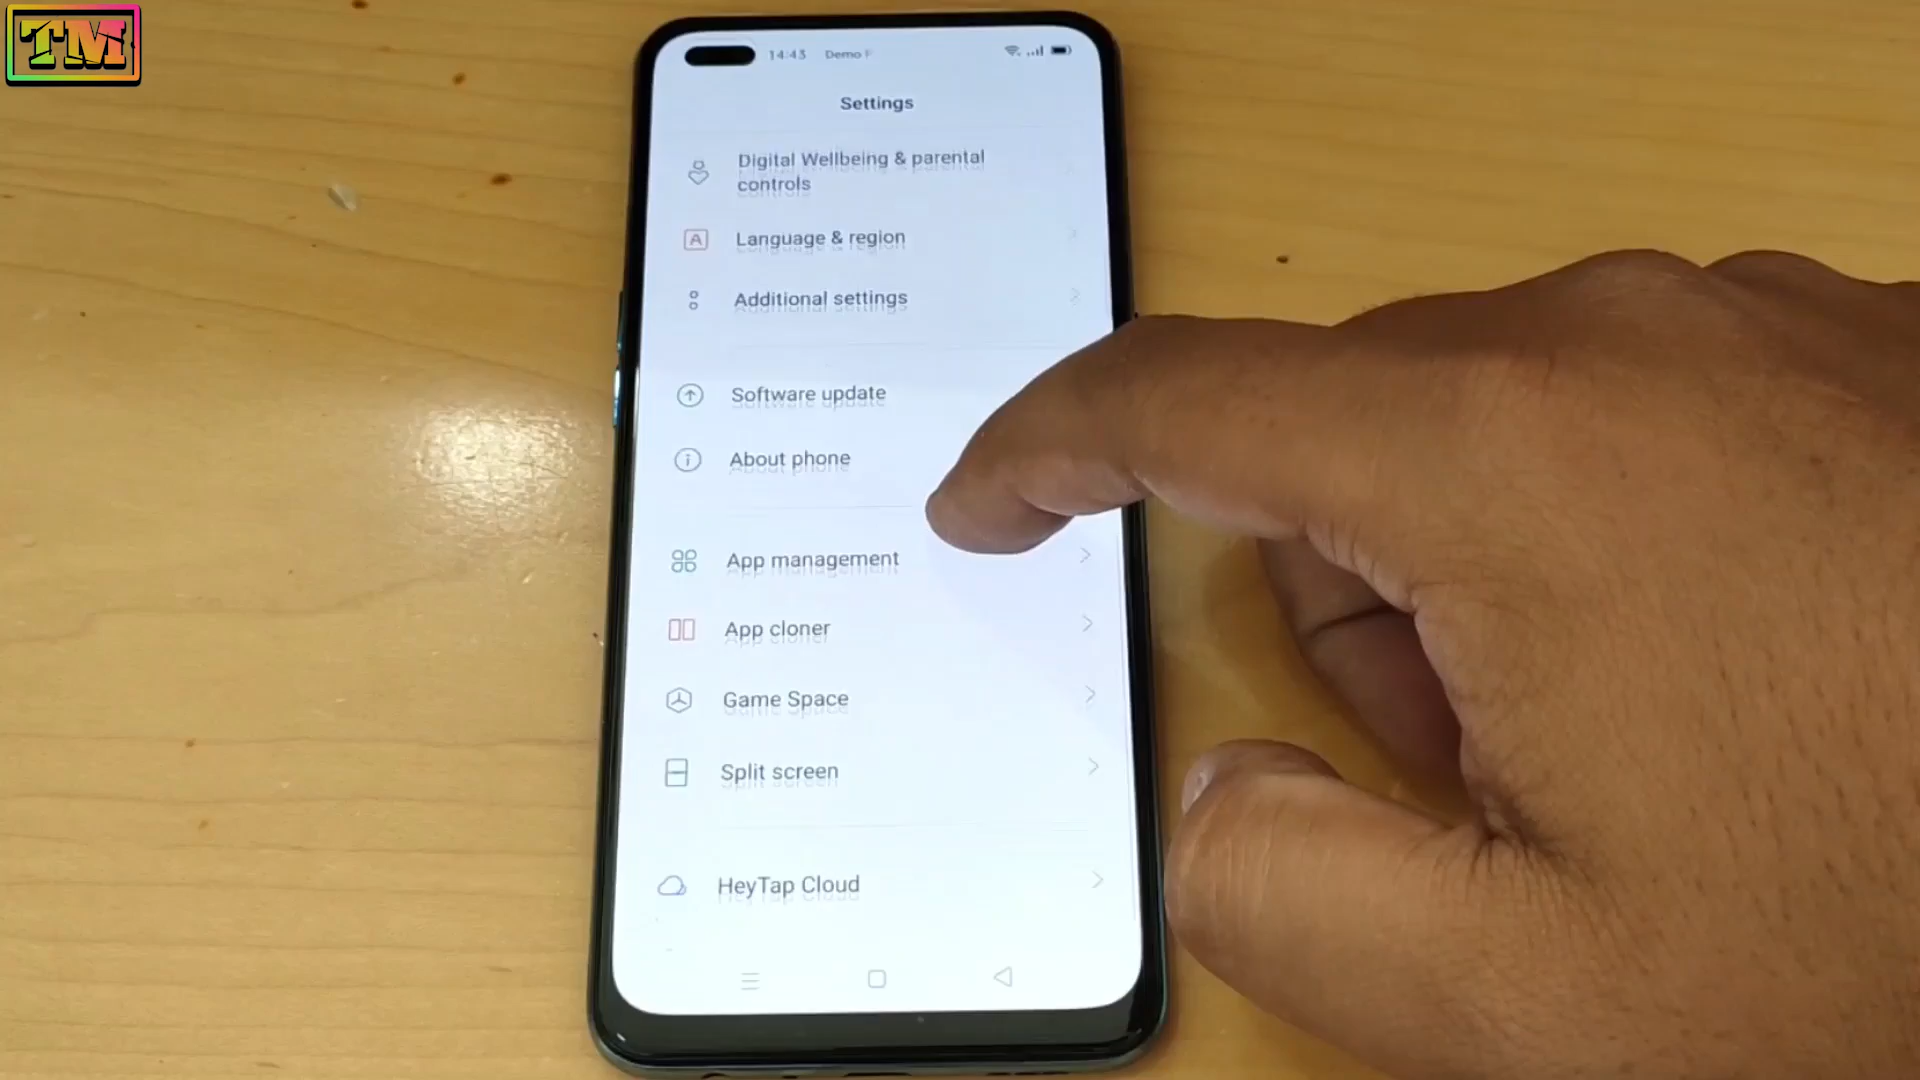 TM
14:43 Demo
Settings
Digital Wellbeing & parental
controls
Language & region
Additional settings
Software update
About phone
App management
App cloner
Game Space
Split screen
HeyTap Cloud